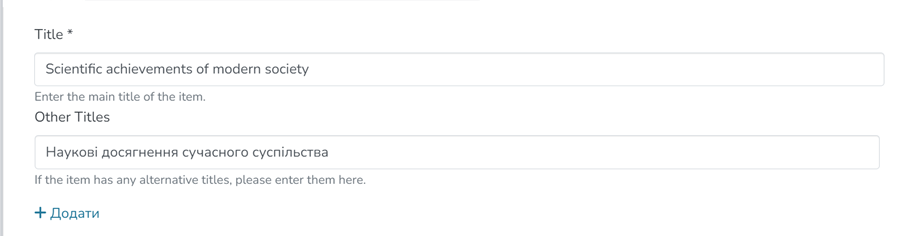 Title *
Scientific achievements of modern society
Enter the main title of the item.
Other Titles
Наукові досягнення сучасного суспільства
If the item has any alternative titles, please enter them here.
+ Додати